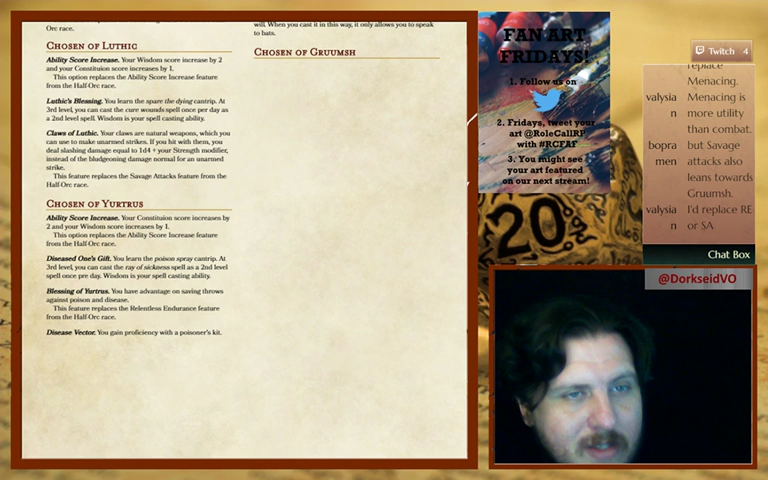 Orc race.
CHOSEN OF LUTHIC
Ability Score Increase. Your Wisdom score increase by 2
and your Constituion score increases by 1.
This option replaces the Ability Score Increase feature
from the Half-Orc race.
Luthic's Blessing. You learn the spare the dying cantrip. At
3rd level, you can cast the cure wounds spell once per day as
a 2nd level spell. Wisdom is your spell casting ability.
Claws of Luthic. Your claws are natural weapons, which you
can use to make unarmed strikes. If you hit with them, you
deal slashing damage equal to 1d4 + your Strength modifier,
instead of the bludgeoning damage normal for an unarmed
strike.
This feature replaces the Savage Attacks feature from the
Half-Orc race.
CHOSEN OF YURTRUS
Ability Score Increase. Your Constituion score increases by
2 and your Wisdom score increases by 1.
This option replaces the Ability Score Increase feature
from the Half-Orc race.
Diseased One's Gift. You learn the poison spray cantrip. At
3rd level, you can cast the ray of sickness spell as a 2nd level
spell once pre day. Wisdom is your spell casting ability.
Blessing of Yurtrus. You have advantage on saving throws
against poison and disease.
This feature replaces the Relentless Endurance feature
from the Half-Orc race.
Disease Vector. You gain proficiency with a poisoner's kit.
will. When you cast it in this way, it only allows you to speak
to bats.
CHOSEN OF GRUUMSH
FAN ART
FRIDAYS!
1. Follow us on
2. Fridays, tweet your
art @RoleCallRP
with #RCFAF
3. You might see
your art featured
on our next stream!
20
Twitch 4
replace
Menacing.
valysia
n
Menacing is
more utility
than combat.
bopra
men
but Savage
attacks also
leans towards
Gruumsh.
valysia
n
I'd replace RE
or SA
Chat Box
@DorkseidVO